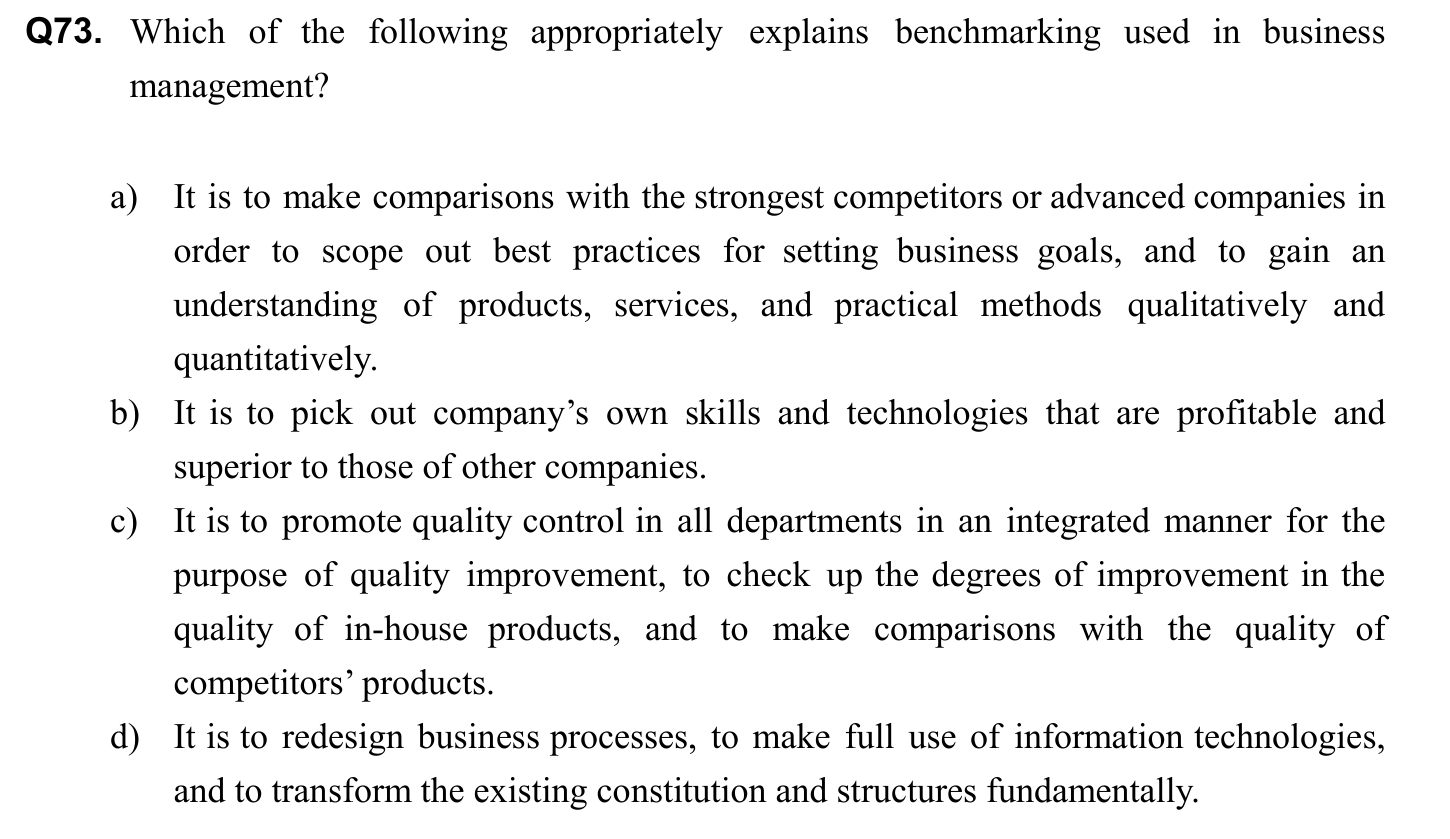 Q73. Which of the following appropriately explains benchmarking used in business
management?
a) It is to make comparisons with the strongest competitors or advanced companies in
order to scope out best practices for setting business goals, and to gain an
understanding of products, services, and practical methods qualitatively and
quantitatively.
b) It is to pick out company’s own skills and technologies that are profitable and
superior to those of other companies.
c) It is to promote quality control in all departments in an integrated manner for the
purpose of quality improvement, to check up the degrees of improvement in the
quality of in-house products, and to make comparisons with the quality of
competitors’ products.
d) It is to redesign business processes, to make full use of information technologies,
and to transform the existing constitution and structures fundamentally.